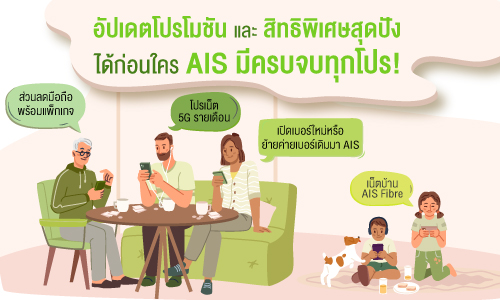 อัปเดตโปรโมชัน และ สิทธิพิเศษสุดปัง
ได้ก่อนใคร AIS มีครบจบทุกโปร!
ส่วนลดมือถือ
พร้อมแพ็กเกจ
โปรเน็ต
5G รายเดือน
เปิดเบอร์ใหม่หรือ
ย้ายค่ายเบอร์เดิมมา AIS
เน็ตบ้าน
AIS Fibre